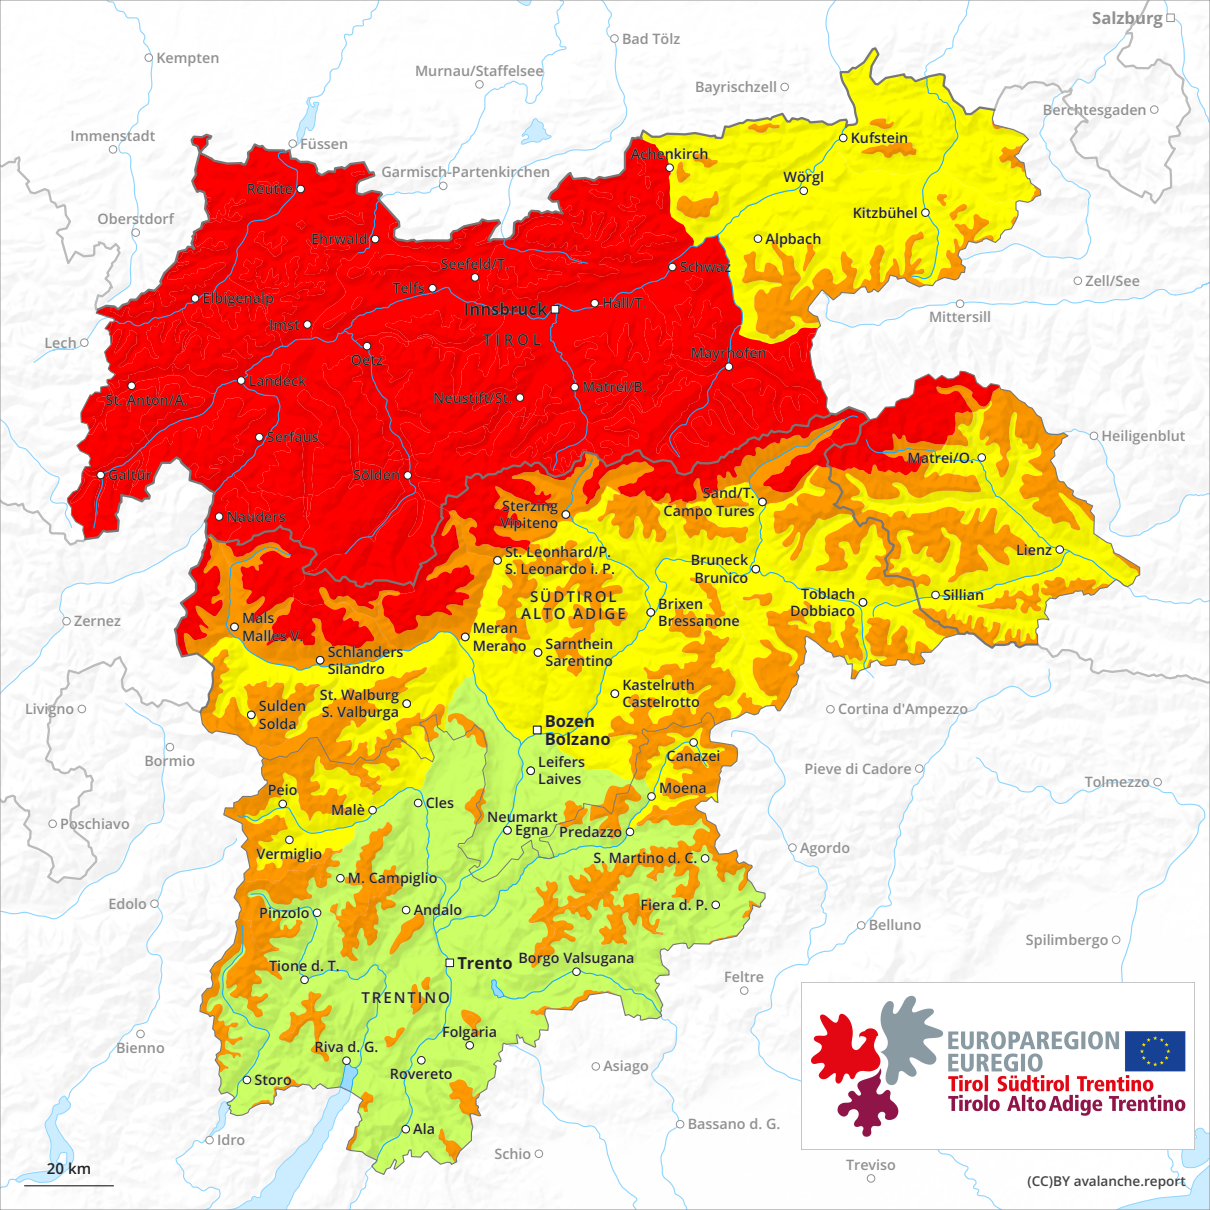 Salzburg
Bad Tölz
Kempten
Murnau/Staffelsee
Bayrischzell
Berchtesgaden
Immenstadt
Füssen
Kufstein
Achenkirch
Garmisch-Partenkirchen
Wörgl
Reutte
Oberstdorf
Kitzbühel
Ehrwald
Alpbach
Seefeld/T.
Schwaz
Zell/See
Telfs
Elbigenalp
Hall/T.
Innsbruck
Mittersill
Imst
TIROL
Lech
Mayrhofen
Oetz
Landeck
Matrei/B.
St. Anton/A.
Neustift/St.
Serfaus
Heiligenblut
Matrei/O.
Galtür
Sölden
Sand/T.
Campo Tures
Sterzing
Vipiteno
Nauders
Lienz
St. Leonhard/P.
S. Leonardo i. P.
Bruneck
Brunico
SÜDTIROL
ALTO ADIGE
Toblach
Dobbiaco
Sillian
Brixen
Bressanone
Zernez
Mals
Malles V.
Meran
Merano
Sarnthein
Sarentino
Schlanders
Silandro
Kastelruth
Castelrotto
St. Walburg
S. Valburga
Livigno
Sulden
Solda
Cortina d'Ampezzo
Bozen
Bolzano
Bormio
Canazei
Leifers
Laives
Pieve di Cadore
Tolmezzo
Peio
Moena
Malè
Cles
Neumarkt
Egna
Predazzo
Poschiavo
Agordo
Vermiglio
S. Martino d. C.
M. Campiglio
Edolo
Pinzolo
Andalo
Fiera d. P.
Belluno
Spilimbergo
Borgo Valsugana
Trento
Tione d. T.
Feltre
TRENTINO
Folgaria
Bienno
Riva d. G.
Asiago
Rovereto
Storo
EUROPAREGION
EUREGIO
Tirol Südtirol Trentino
Tirolo Alto Adige Trentino
Ala
Bassano d. G.
Idro
Schio
Treviso
20 km
(CC)BY avalanche.report